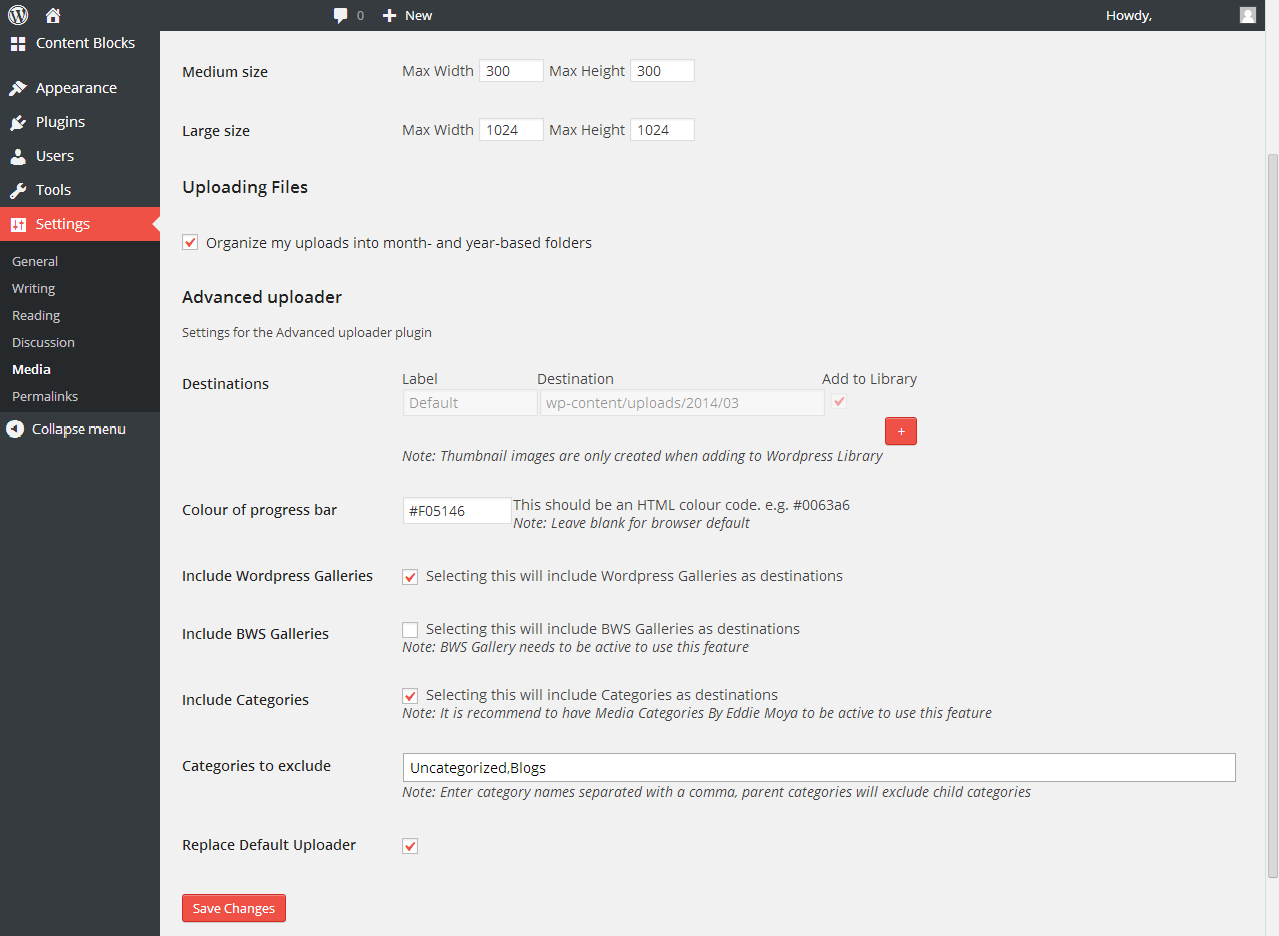 0 New Howdy,
Content Blocks
Appearance
Plugins
Users
Tools
Settings
General
Writing
Reading
Discussion
Media
Permalinks
Collapse menu
Medium size Max Width 300 Max Height 300
Large size Max Width 1024 Max Height 1024
Uploading Files
Organize my uploads into month- and year-based folders
Advanced uploader
Settings for the Advanced uploader plugin
Destinations Label Destination Add to Library
Default wp-content/uploads/2014/03
+
Note: Thumbnail images are only created when adding to Wordpress Library
Colour of progress bar #F05146 This should be an HTML colour code. e.g. #0063a6
Note: Leave blank for browser default
Include Wordpress Galleries Selecting this will include Wordpress Galleries as destinations
Include BWS Galleries Selecting this will include BWS Galleries as destinations
Note: BWS Gallery needs to be active to use this feature
Include Categories Selecting this will include Categories as destinations
Note: It is recommend to have Media Categories By Eddie Moya to be active to use this feature
Categories to exclude Uncategorized,Blogs
Note: Enter category names separated with a comma, parent categories will exclude child categories
Replace Default Uploader
Save Changes